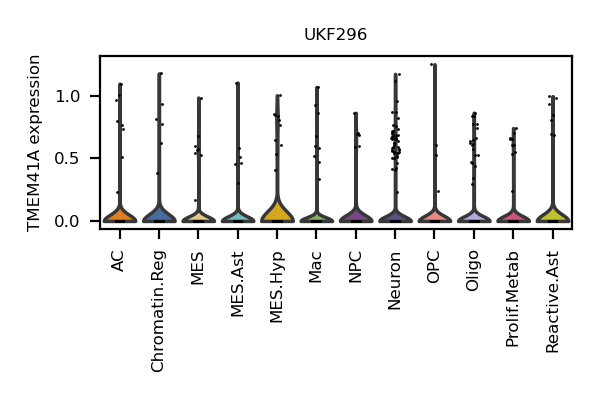 UKF296
TMEM41A expression
1.0
0.5
0.0
AC
Chromatin.Reg
MES
MES.Ast
MES.Hyp
Mac
NPC
Neuron
OPC
Oligo
Prolif.Metab
Reactive.Ast